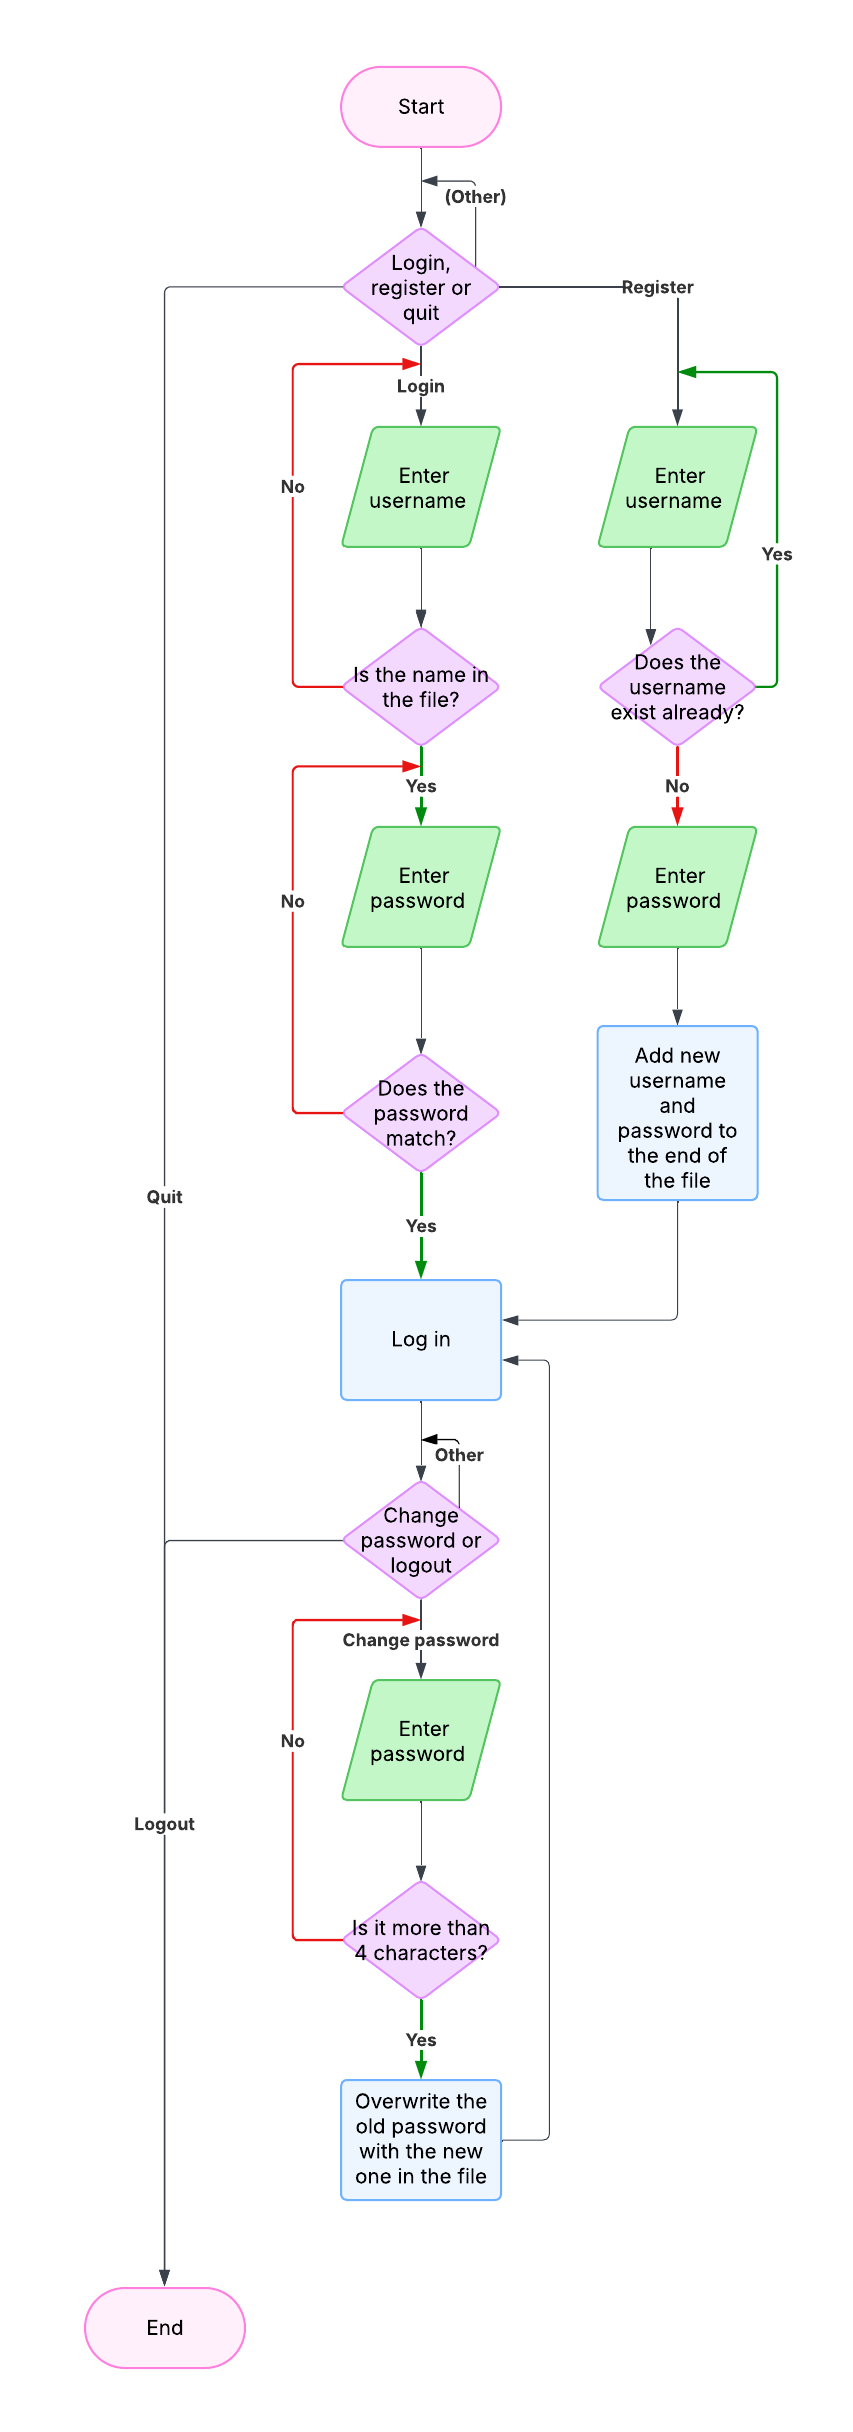 Start
(Other)
Login,
register or
quit
Register
Login
Enter
username
Enter
username
No
Yes
Is the name in
the file?
Does the
username
exist already?
Yes
No
Enter
password
Enter
password
No
Does the
password
match?
Add new
username
and
password to
the end of
the file
Quit
Yes
Log in
Other
Change
password or
logout
Change password
Enter
password
No
Logout
Is it more than
4 characters?
Yes
Overwrite the
old password
with the new
one in the file
End